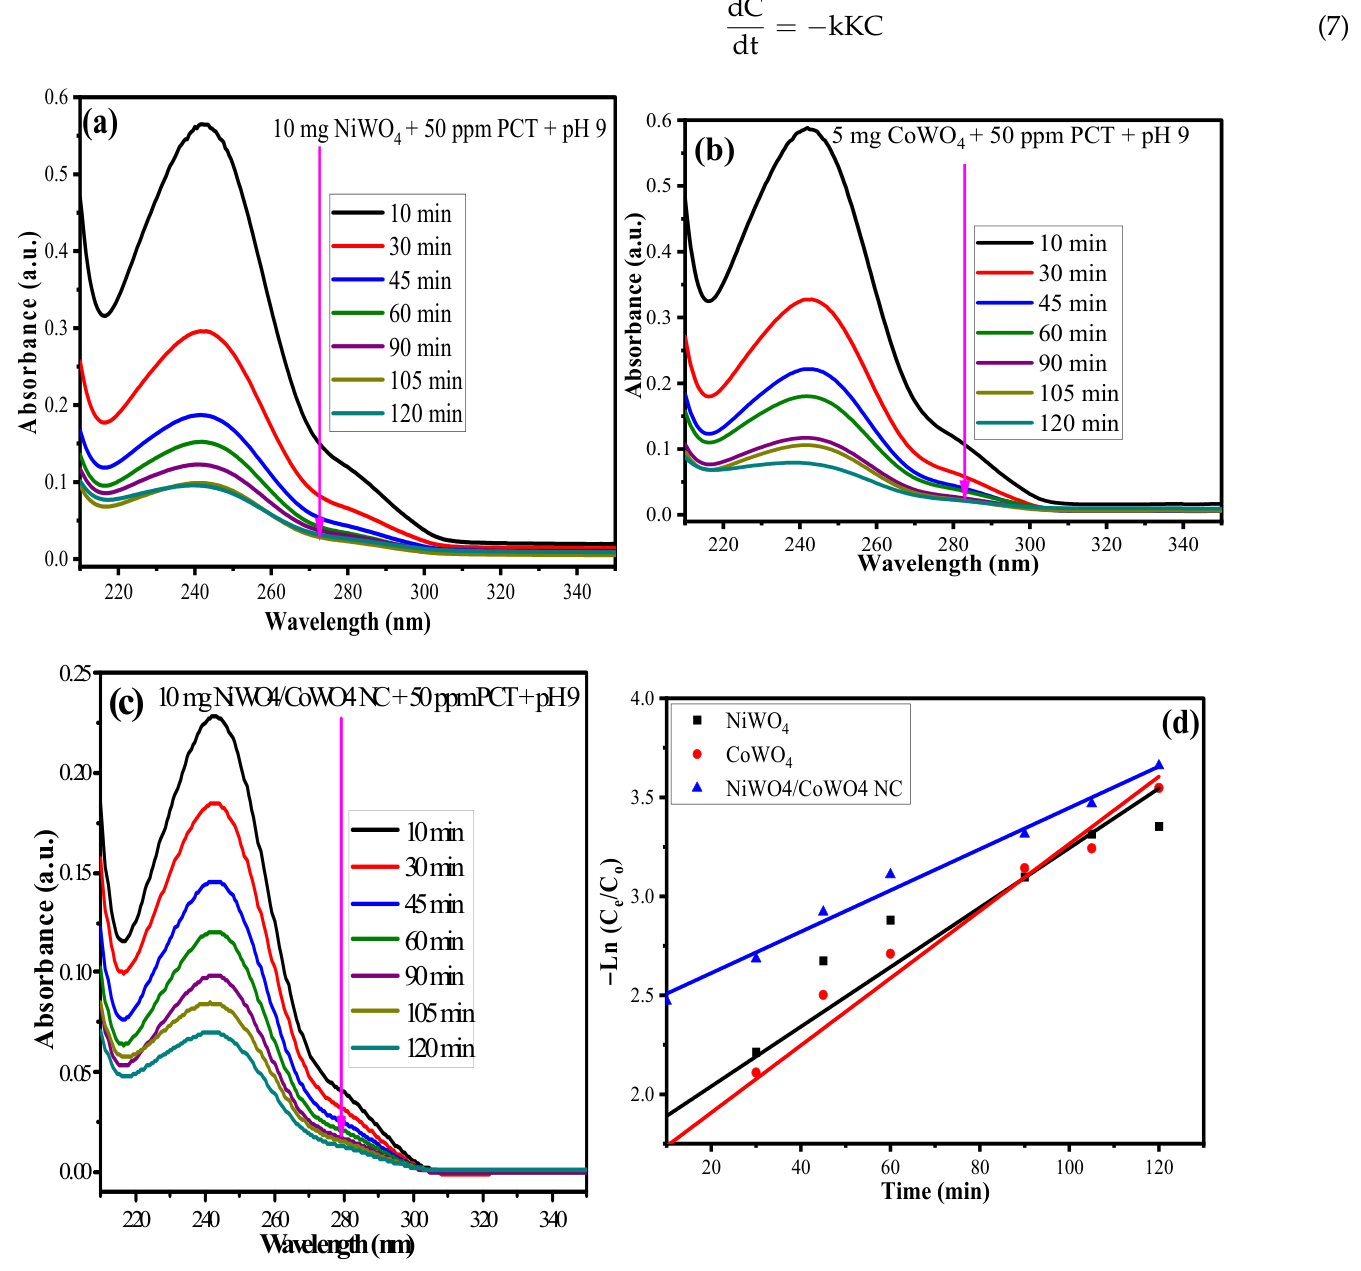 dC
dt
= −kKC
(7)
(a)
10 mg NiWO4 + 50 ppm PCT + pH 9
0.6
0.5
0.4
0.3
0.2
0.1
0.0
Absorbance (a.u.)
10 min
30 min
45 min
60 min
90 min
105 min
120 min
220 240 260 280 300 320 340
Wavelength (nm)
(b)
5 mg CoWO4 + 50 ppm PCT + pH 9
0.6
0.5
0.4
0.3
0.2
0.1
0.0
Absorbance (a.u.)
10 min
30 min
45 min
60 min
90 min
105 min
120 min
220 240 260 280 300 320 340
Wavelength (nm)
(c)
10 mg NiWO4/CoWO4 NC + 50 ppm PCT + pH 9
0.25
0.20
0.15
0.10
0.05
0.00
Absorbance (a.u.)
10 min
30 min
45 min
60 min
90 min
105 min
120 min
220 240 260 280 300 320 340
Wavelength (nm)
(d)
4.0
3.5
3.0
2.5
2.0
−Ln (Ce/Co)
NiWO4
CoWO4
NiWO4/CoWO4 NC
20 40 60 80 100 120
Time (min)